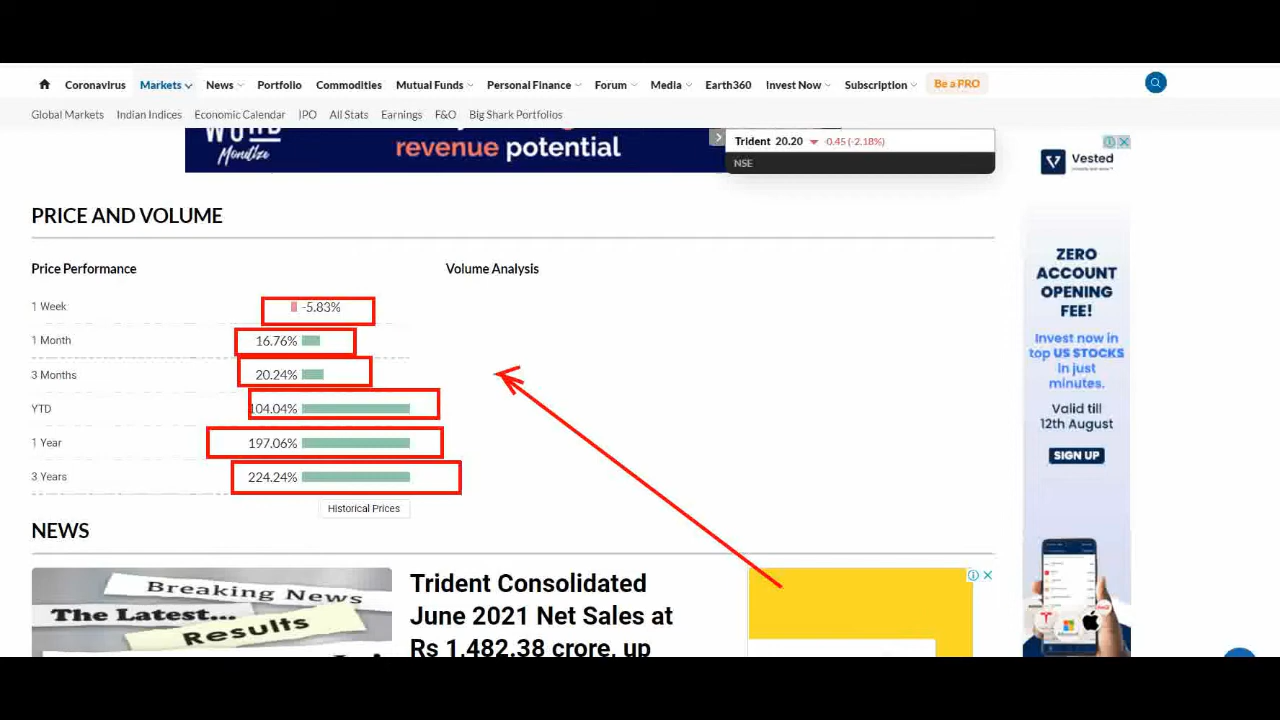 Coronavirus Markets News Portfolio Commodities Mutual Funds Personal Finance Forum Media Earth360 Invest Now Subscription Be a PRO
Global Markets Indian Indices Economic Calendar IPO All Stats Earnings F&O Big Shark Portfolios
Monetize
revenue potential
Trident 20.20 0.45 (-2.18%)
NSE
Vested
PRICE AND VOLUME
Price Performance
Volume Analysis
1 Week -5.83%
1 Month 16.76%
3 Months 20.24%
YTD 104.04%
1 Year 197.06%
3 Years 224.24%
Historical Prices
ZERO
ACCOUNT
OPENING
FEE!
Invest now in
top US STOCKS
in just
minutes.
Valid till
12th August
SIGN UP
NEWS
Breaking News
The Latest...
Results
Trident Consolidated
June 2021 Net Sales at
Rs 1,482.38 crore, up